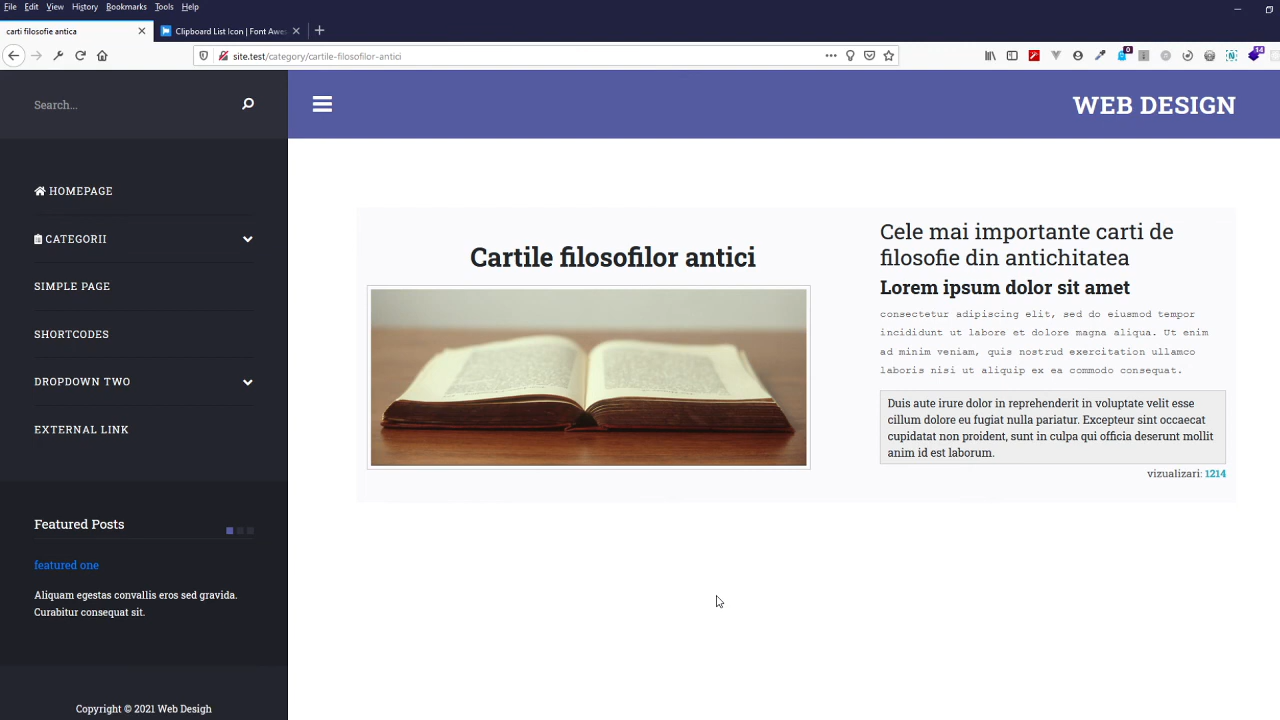 File Edit View History Bookmarks Tools Help
carti filosofie antica
Clipboard List Icon | Font Awes
site.test/category/cartile-filosofilor-antici
0
14
Search...
WEB DESIGN
HOMEPAGE
CATEGORII
SIMPLE PAGE
SHORTCODES
DROPDOWN TWO
EXTERNAL LINK
Featured Posts
featured one
Aliquam egestas convallis eros sed gravida.
Curabitur consequat sit.
Copyright © 2021 Web Desigh
Cartile filosofilor antici
Cele mai importante carti de
filosofie din antichitatea
Lorem ipsum dolor sit amet
consectetur adipiscing elit, sed do eiusmod tempor
incididunt ut labore et dolore magna aliqua. Ut enim
ad minim veniam, quis nostrud exercitation ullamco
laboris nisi ut aliquip ex ea commodo consequat.
Duis aute irure dolor in reprehenderit in voluptate velit esse
cillum dolore eu fugiat nulla pariatur. Excepteur sint occaecat
cupidatat non proident, sunt in culpa qui officia deserunt mollit
anim id est laborum.
vizualizari: 1214